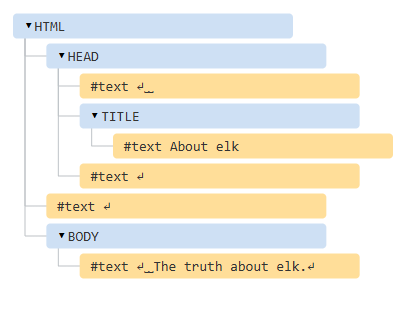 ▾ HTML
▾ HEAD
#text ↵␣␣
▾ TITLE
#text About elk
#text ↵
#text ↵
▾ BODY
#text ↵␣␣The truth about elk.↵